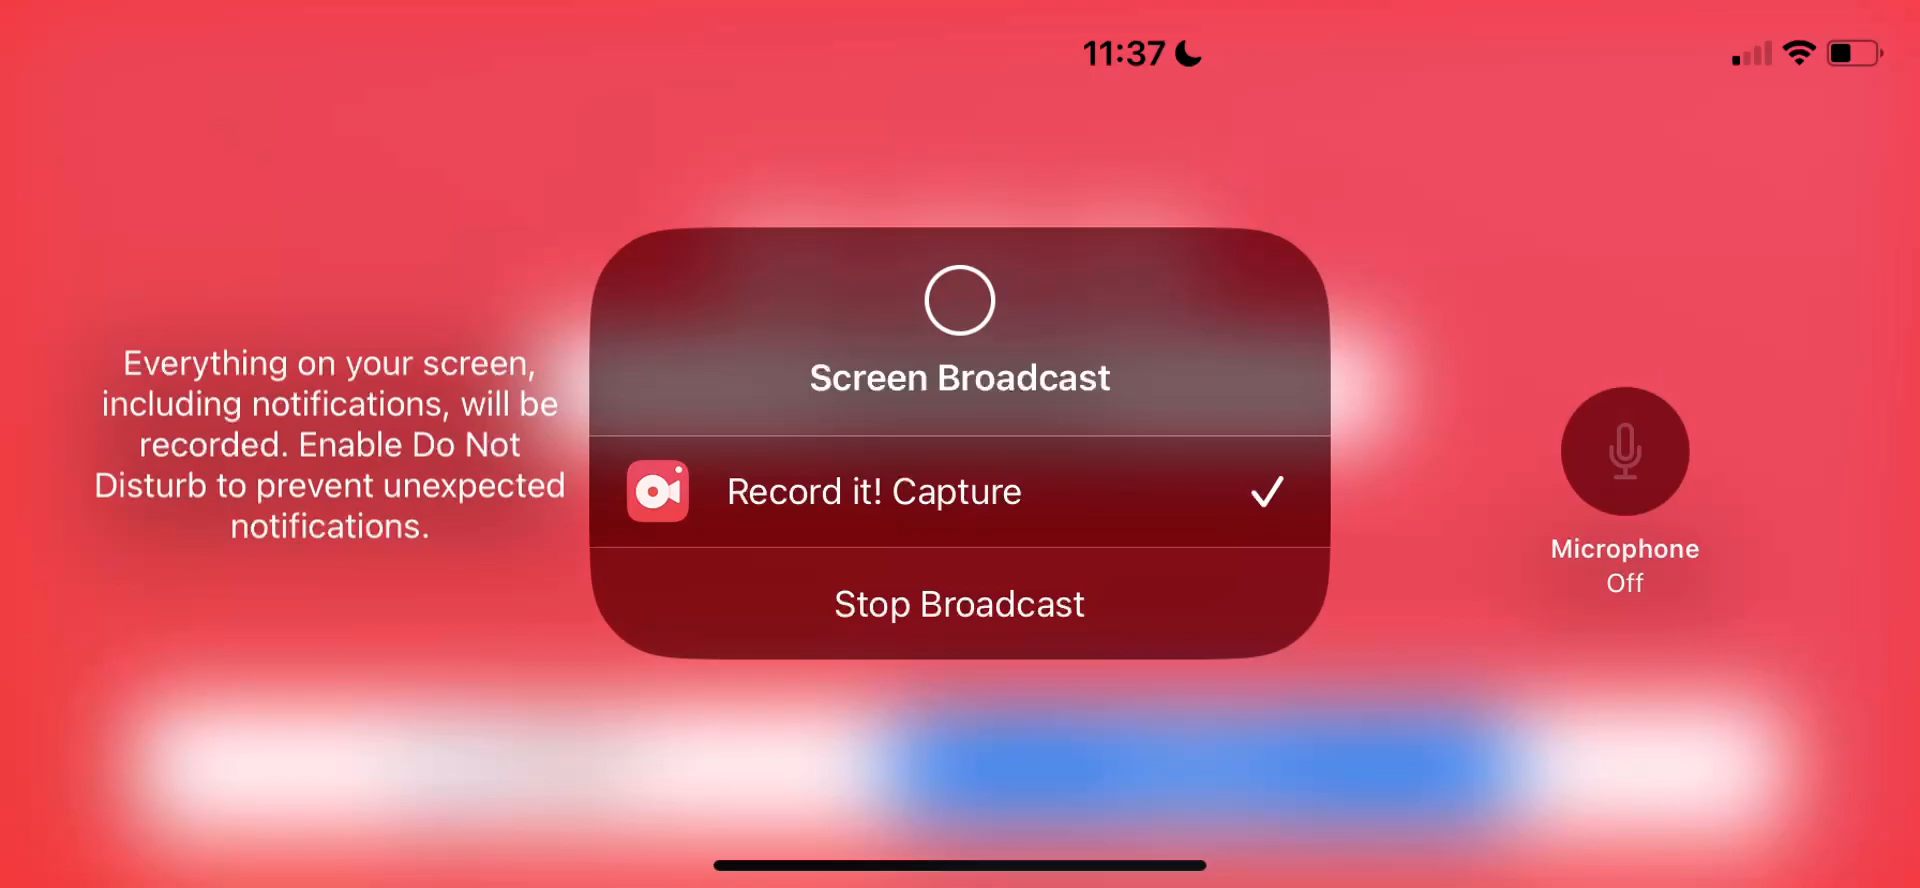 11:37
Everything on your screen,
including notifications, will be
recorded. Enable Do Not
Disturb to prevent unexpected
notifications.
Screen Broadcast
Record it! Capture
Stop Broadcast
Microphone
Off